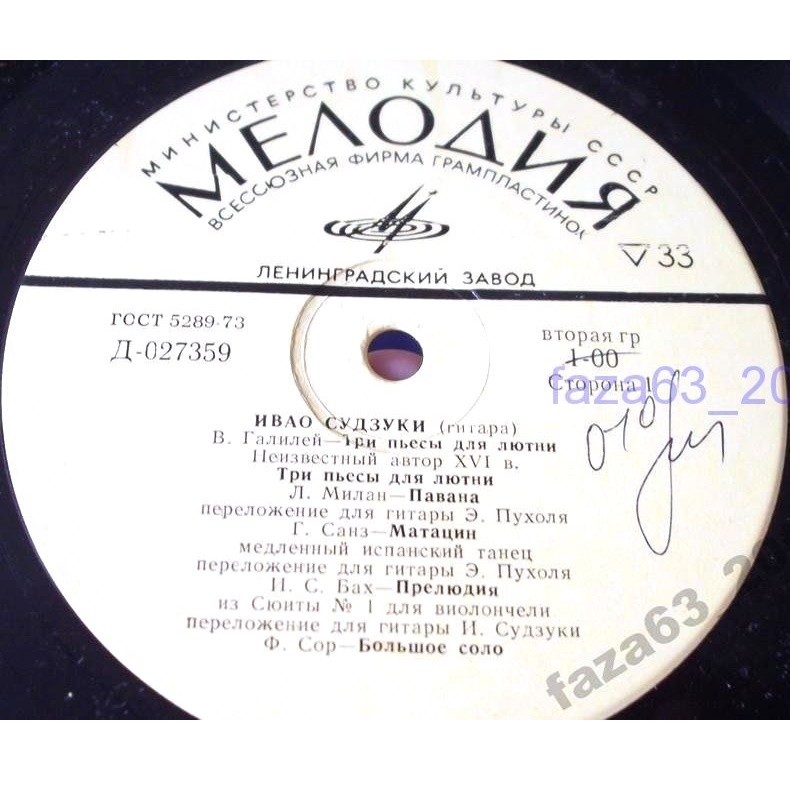 МИНИСТЕРСТВО КУЛЬТУРЫ СССР
МЕЛОДИЯ
ВСЕСОЮЗНАЯ ФИРМА ГРАМПЛАСТИНОК
▽ 33
ЛЕНИНГРАДСКИЙ ЗАВОД
ГОСТ 5289-73
Д-027359
вторая гр
1-00
Сторона 1
faza63_20
ИВАО СУДЗУКИ (гитара)
В. Галилей—Три пьесы для лютни
Неизвестный автор XVI в.
Три пьесы для лютни
Л. Милан—Павана
переложение для гитары Э. Пухоля
Г. Санз—Матацин
медленный испанский танец
переложение для гитары Э. Пухоля
И. С. Бах—Прелюдия
из Сюиты № 1 для виолончели
переложение для гитары И. Судзуки
Ф. Сор—Большое соло
faza63_20